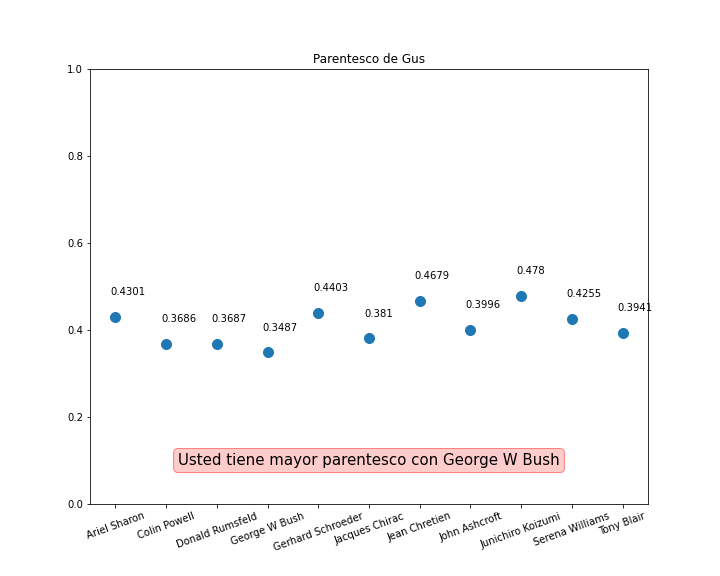 Parentesco de Gus
1.0
0.8
0.6
0.4
0.2
0.0
0.4301
0.3686
0.3687
0.3487
0.4403
0.381
0.4679
0.3996
0.478
0.4255
0.3941
Usted tiene mayor parentesco con George W Bush
Ariel Sharon
Colin Powell
Donald Rumsfeld
George W Bush
Gerhard Schroeder
Jacques Chirac
Jean Chretien
John Ashcroft
Junichiro Koizumi
Serena Williams
Tony Blair